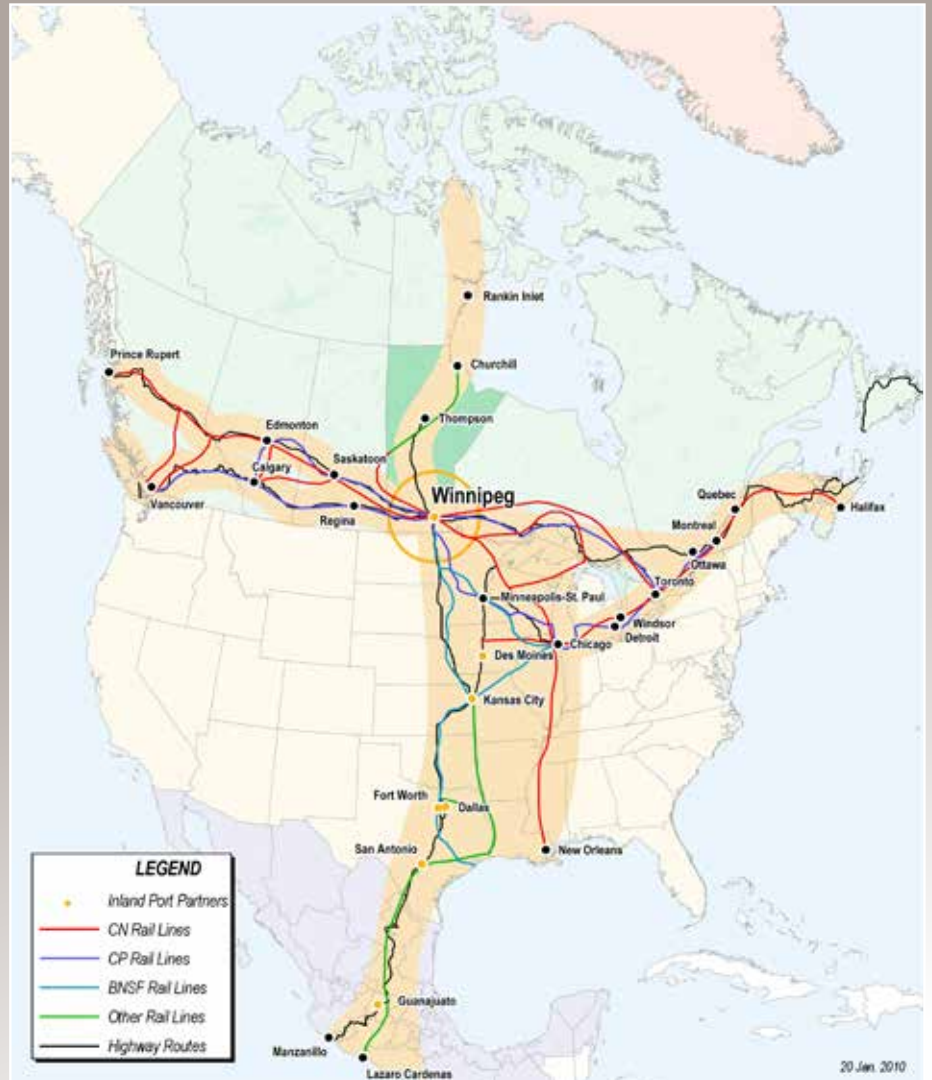 Rankin Inlet
Churchill
Prince Rupert
Thompson
Edmonton
Saskatoon
Calgary
Winnipeg
Vancouver
Regina
Quebec
Halifax
Montreal
Ottawa
Toronto
Minneapolis-St. Paul
Windsor
Detroit
Chicago
Des Moines
Kansas City
Fort Worth
Dallas
San Antonio
New Orleans
LEGEND
Inland Port Partners
CN Rail Lines
CP Rail Lines
BNSF Rail Lines
Other Rail Lines
Highway Routes
Guanajuato
Manzanillo
Lazaro Cardenas
20 Jan. 2010